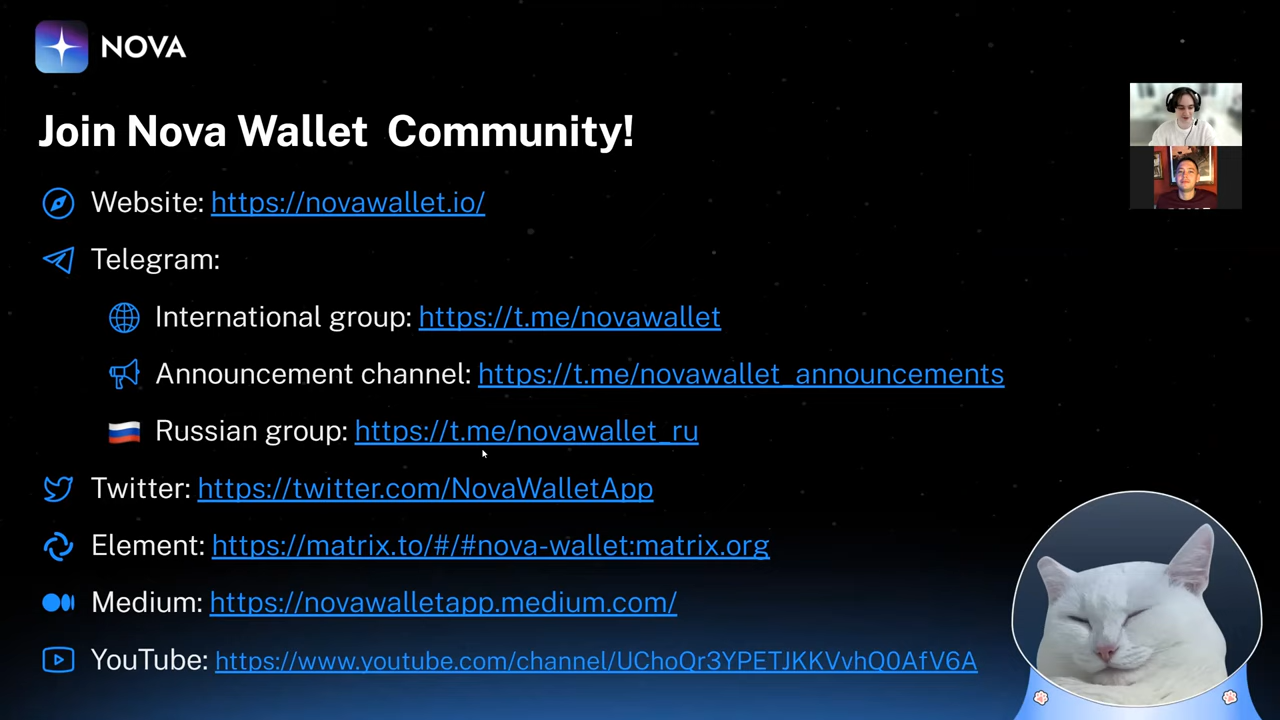 NOVA
Join Nova Wallet Community!
Website: https://novawallet.io/
Telegram:
International group: https://t.me/novawallet
Announcement channel: https://t.me/novawallet_announcements
Russian group: https://t.me/novawallet_ru
Twitter: https://twitter.com/NovaWalletApp
Element: https://matrix.to/#/#nova-wallet:matrix.org
Medium: https://novawalletapp.medium.com/
YouTube: https://www.youtube.com/channel/UChoQr3YPETJKKVvhQ0AfV6A